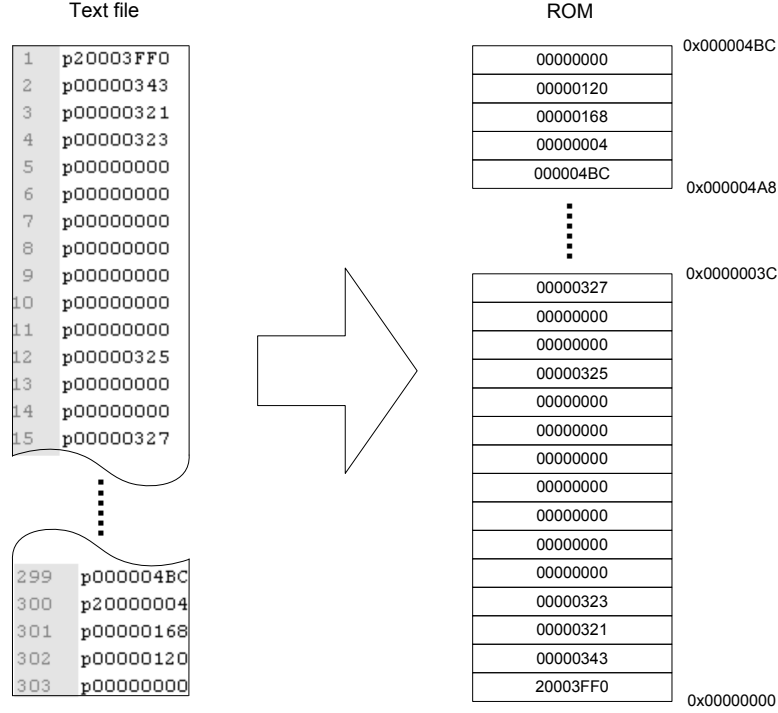 Text file
1 p20003FF0
2 p00000343
3 p00000321
4 p00000323
5 p00000000
6 p00000000
7 p00000000
8 p00000000
9 p00000000
10 p00000000
11 p00000000
12 p00000325
13 p00000000
14 p00000000
15 p00000327
299 p000004BC
300 p20000004
301 p00000168
302 p00000120
303 p00000000
ROM
0x000004BC
00000000
00000120
00000168
00000004
000004BC
0x000004A8
0x0000003C
00000327
00000000
00000000
00000325
00000000
00000000
00000000
00000000
00000000
00000000
00000000
00000323
00000321
00000343
20003FF0
0x00000000